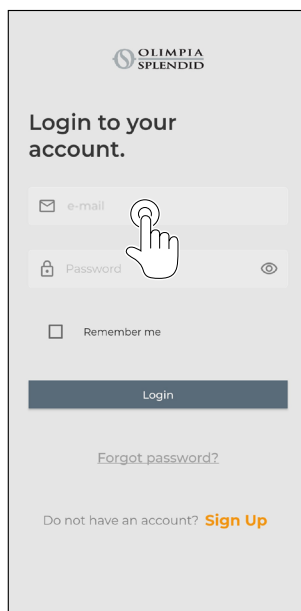 OLIMPIA
SPLENDID
Login to your
account.
e-mail
Password
Remember me
Login
Forgot password?
Do not have an account? Sign Up